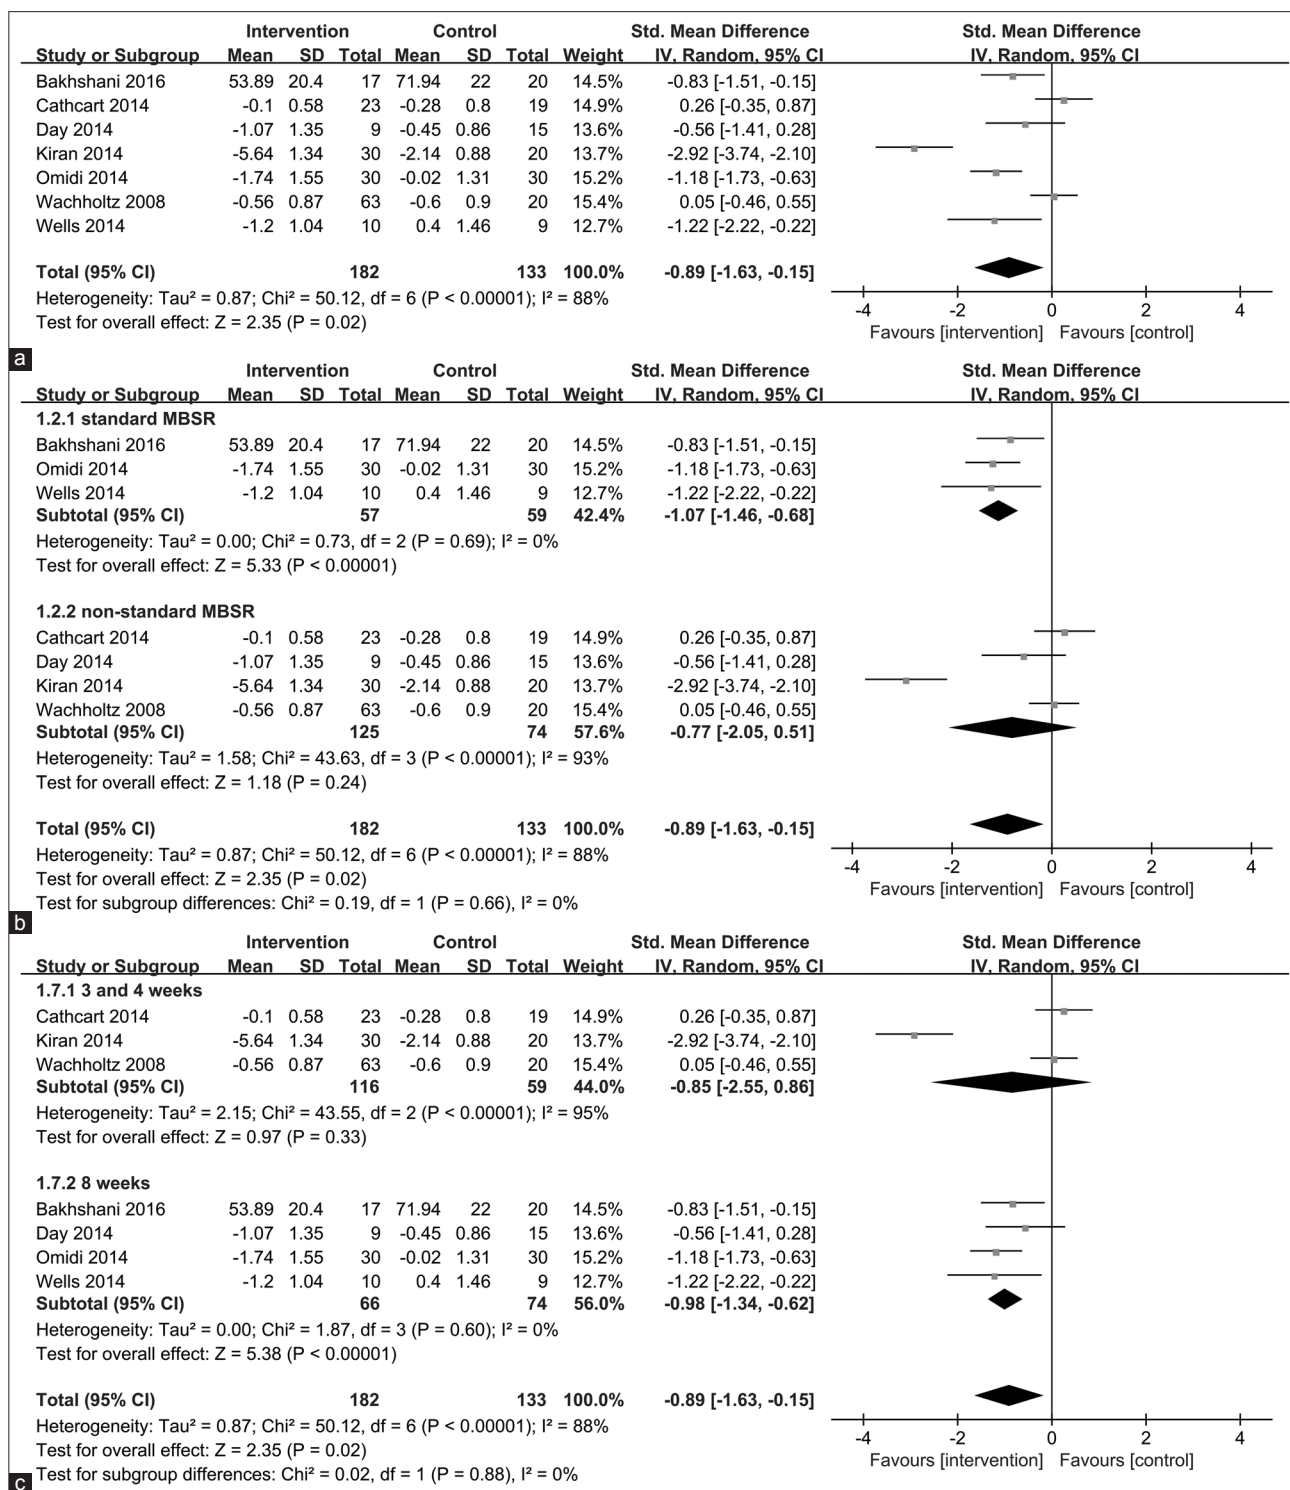 Intervention Control Std. Mean Difference Std. Mean Difference
Study or Subgroup Mean SD Total Mean SD Total Weight IV, Random, 95% CI IV, Random, 95% CI
Bakhshani 2016 53.89 20.4 17 71.94 22 20 14.5% -0.83 [-1.51, -0.15]
Cathcart 2014 -0.1 0.58 23 -0.28 0.8 19 14.9% 0.26 [-0.35, 0.87]
Day 2014 -1.07 1.35 9 -0.45 0.86 15 13.6% -0.56 [-1.41, 0.28]
Kiran 2014 -5.64 1.34 30 -2.14 0.88 20 13.7% -2.92 [-3.74, -2.10]
Omidi 2014 -1.74 1.55 30 -0.02 1.31 30 15.2% -1.18 [-1.73, -0.63]
Wachholtz 2008 -0.56 0.87 63 -0.6 0.9 20 15.4% 0.05 [-0.46, 0.55]
Wells 2014 -1.2 1.04 10 0.4 1.46 9 12.7% -1.22 [-2.22, -0.22]
Total (95% CI) 182 133 100.0% -0.89 [-1.63, -0.15]
Heterogeneity: Tau² = 0.87; Chi² = 50.12, df = 6 (P < 0.00001); I² = 88%
Test for overall effect: Z = 2.35 (P = 0.02)
-4 -2 0 2 4
Favours [intervention] Favours [control]
a
Intervention Control Std. Mean Difference Std. Mean Difference
Study or Subgroup Mean SD Total Mean SD Total Weight IV, Random, 95% CI IV, Random, 95% CI
1.2.1 standard MBSR
Bakhshani 2016 53.89 20.4 17 71.94 22 20 14.5% -0.83 [-1.51, -0.15]
Omidi 2014 -1.74 1.55 30 -0.02 1.31 30 15.2% -1.18 [-1.73, -0.63]
Wells 2014 -1.2 1.04 10 0.4 1.46 9 12.7% -1.22 [-2.22, -0.22]
Subtotal (95% CI) 57 59 42.4% -1.07 [-1.46, -0.68]
Heterogeneity: Tau² = 0.00; Chi² = 0.73, df = 2 (P = 0.69); I² = 0%
Test for overall effect: Z = 5.33 (P < 0.00001)
1.2.2 non-standard MBSR
Cathcart 2014 -0.1 0.58 23 -0.28 0.8 19 14.9% 0.26 [-0.35, 0.87]
Day 2014 -1.07 1.35 9 -0.45 0.86 15 13.6% -0.56 [-1.41, 0.28]
Kiran 2014 -5.64 1.34 30 -2.14 0.88 20 13.7% -2.92 [-3.74, -2.10]
Wachholtz 2008 -0.56 0.87 63 -0.6 0.9 20 15.4% 0.05 [-0.46, 0.55]
Subtotal (95% CI) 125 74 57.6% -0.77 [-2.05, 0.51]
Heterogeneity: Tau² = 1.58; Chi² = 43.63, df = 3 (P < 0.00001); I² = 93%
Test for overall effect: Z = 1.18 (P = 0.24)
Total (95% CI) 182 133 100.0% -0.89 [-1.63, -0.15]
Heterogeneity: Tau² = 0.87; Chi² = 50.12, df = 6 (P < 0.00001); I² = 88%
Test for overall effect: Z = 2.35 (P = 0.02)
Test for subgroup differences: Chi² = 0.19, df = 1 (P = 0.66), I² = 0%
-4 -2 0 2 4
Favours [intervention] Favours [control]
b
Intervention Control Std. Mean Difference Std. Mean Difference
Study or Subgroup Mean SD Total Mean SD Total Weight IV, Random, 95% CI IV, Random, 95% CI
1.7.1 3 and 4 weeks
Cathcart 2014 -0.1 0.58 23 -0.28 0.8 19 14.9% 0.26 [-0.35, 0.87]
Kiran 2014 -5.64 1.34 30 -2.14 0.88 20 13.7% -2.92 [-3.74, -2.10]
Wachholtz 2008 -0.56 0.87 63 -0.6 0.9 20 15.4% 0.05 [-0.46, 0.55]
Subtotal (95% CI) 116 59 44.0% -0.85 [-2.55, 0.86]
Heterogeneity: Tau² = 2.15; Chi² = 43.55, df = 2 (P < 0.00001); I² = 95%
Test for overall effect: Z = 0.97 (P = 0.33)
1.7.2 8 weeks
Bakhshani 2016 53.89 20.4 17 71.94 22 20 14.5% -0.83 [-1.51, -0.15]
Day 2014 -1.07 1.35 9 -0.45 0.86 15 13.6% -0.56 [-1.41, 0.28]
Omidi 2014 -1.74 1.55 30 -0.02 1.31 30 15.2% -1.18 [-1.73, -0.63]
Wells 2014 -1.2 1.04 10 0.4 1.46 9 12.7% -1.22 [-2.22, -0.22]
Subtotal (95% CI) 66 74 56.0% -0.98 [-1.34, -0.62]
Heterogeneity: Tau² = 0.00; Chi² = 1.87, df = 3 (P = 0.60); I² = 0%
Test for overall effect: Z = 5.38 (P < 0.00001)
Total (95% CI) 182 133 100.0% -0.89 [-1.63, -0.15]
Heterogeneity: Tau² = 0.87; Chi² = 50.12, df = 6 (P < 0.00001); I² = 88%
Test for overall effect: Z = 2.35 (P = 0.02)
Test for subgroup differences: Chi² = 0.02, df = 1 (P = 0.88), I² = 0%
-4 -2 0 2 4
Favours [intervention] Favours [control]
c